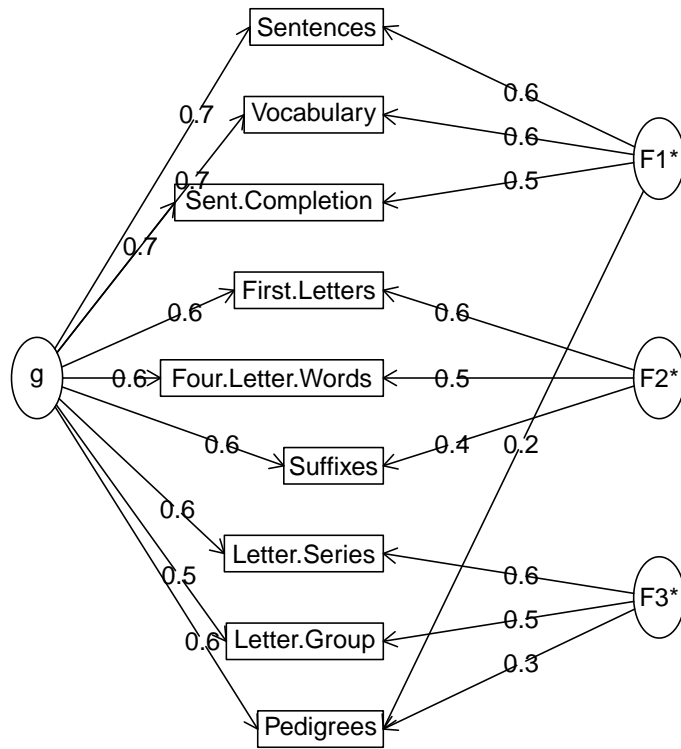 Sentences
0.7
0.6
Vocabulary
0.6
F1*
0.7
0.5
Sent.Completion
0.7
First.Letters
0.6
0.6
g
0.6
Four.Letter.Words
0.5
F2*
0.6
0.4
0.2
Suffixes
0.6
Letter.Series
0.5
0.6
F3*
0.6
Letter.Group
0.5
0.3
Pedigrees